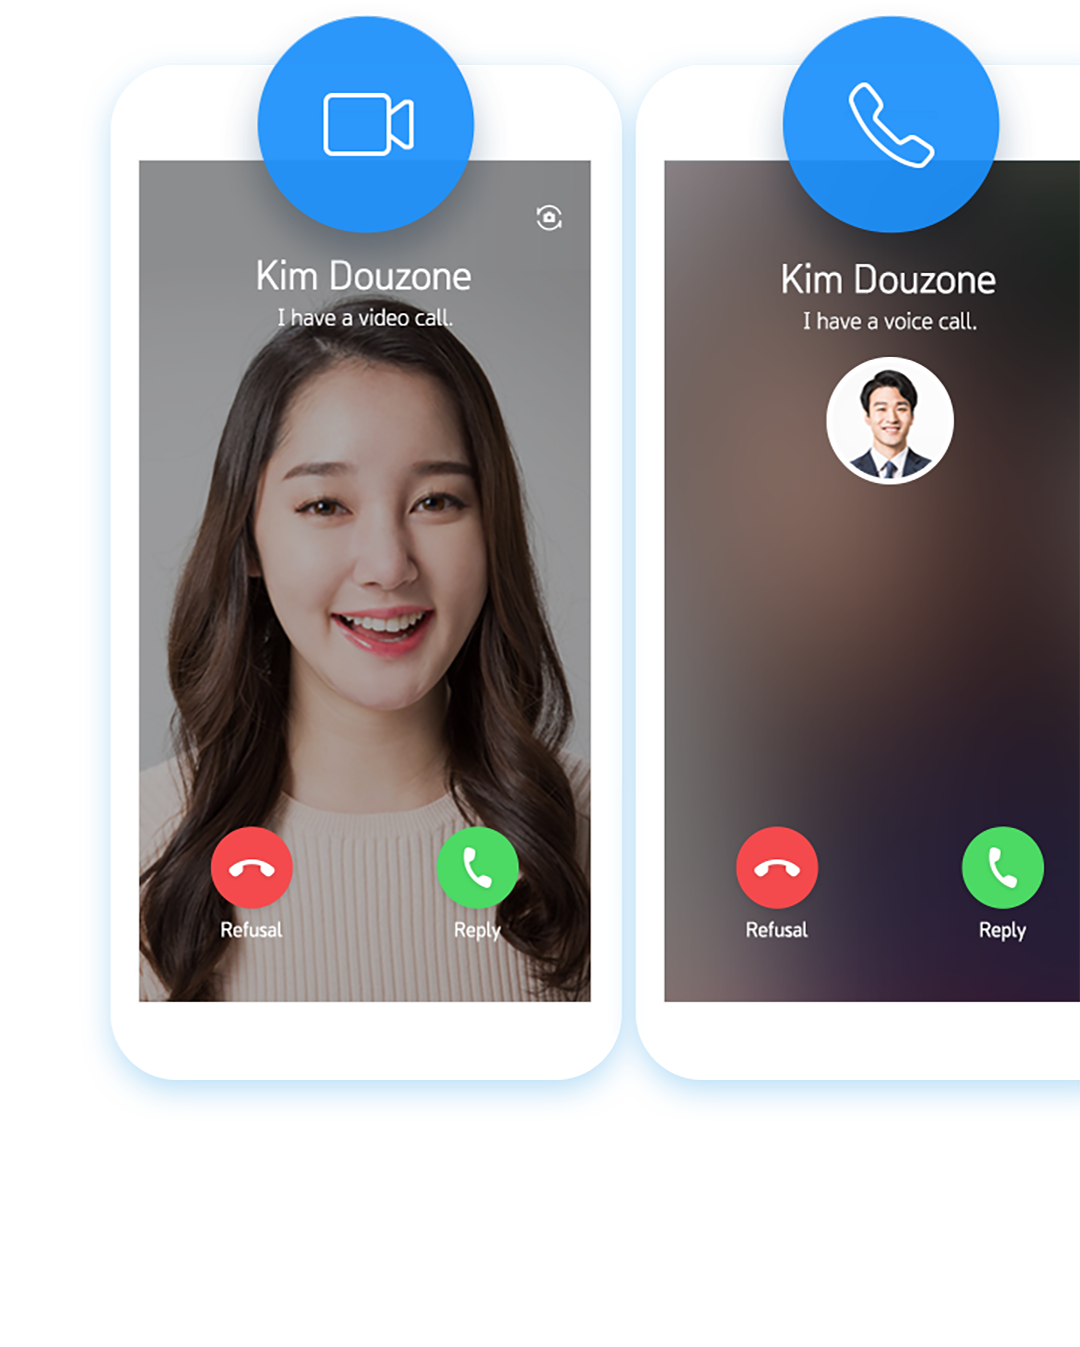 Kim Douzone
I have a video call.
Refusal
Reply
Kim Douzone
I have a voice call.
Refusal
Reply